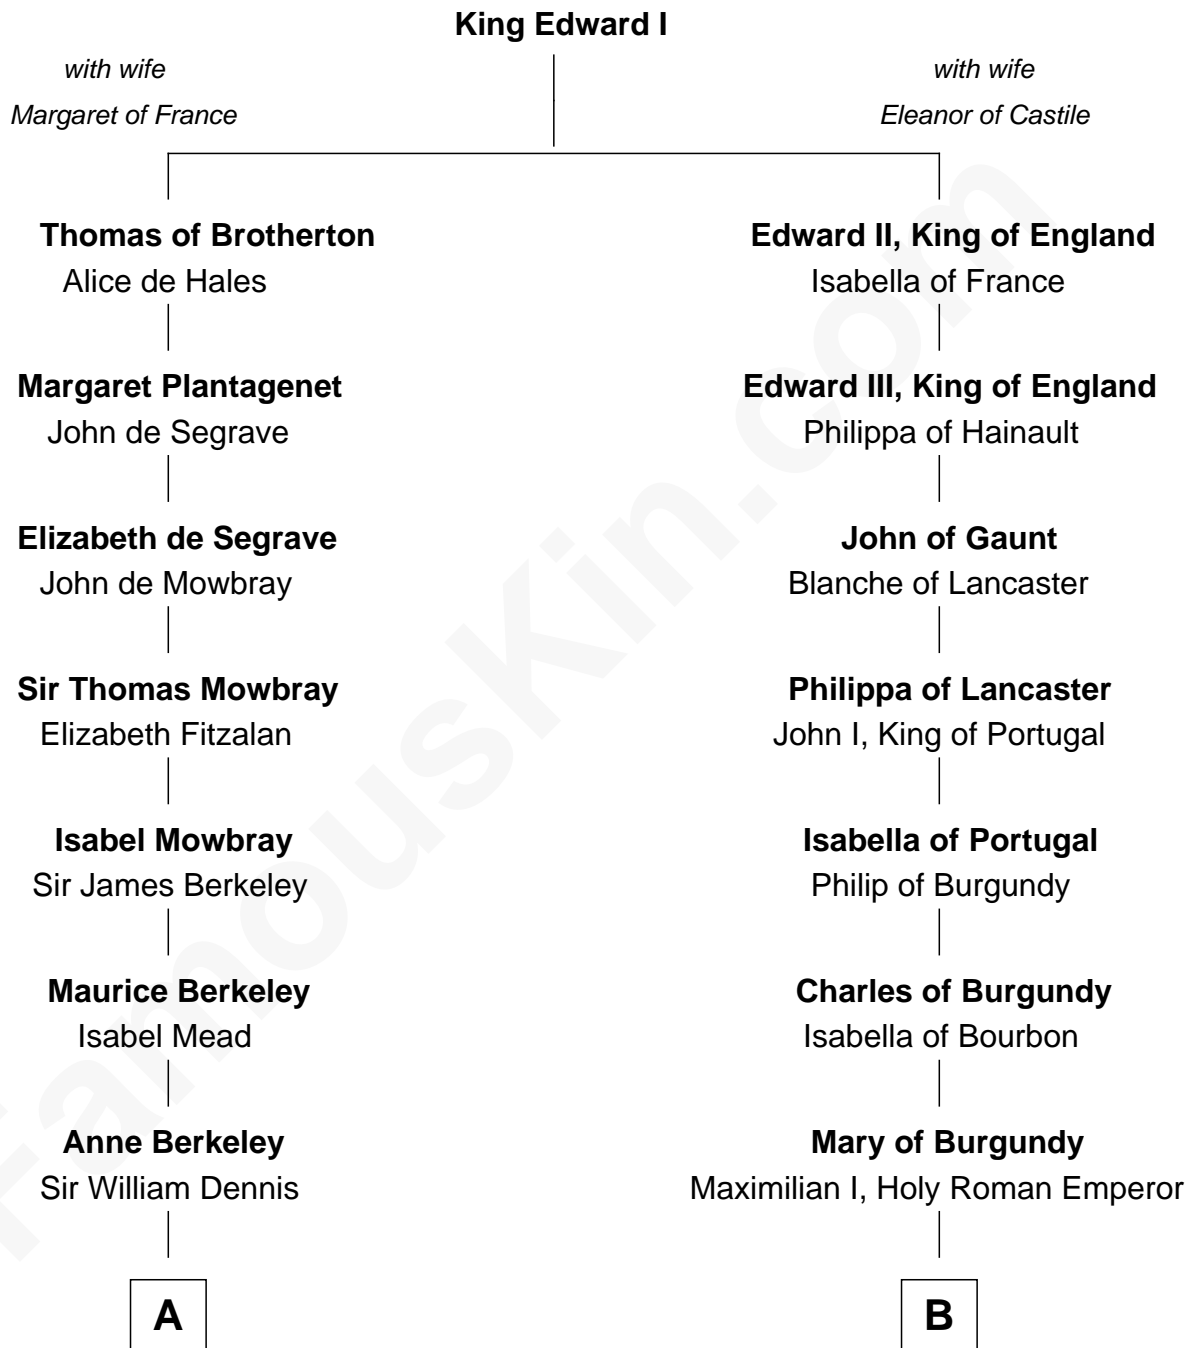 King Edward I
with wife
Margaret of France
with wife
Eleanor of Castile
Thomas of Brotherton
Alice de Hales
Edward II, King of England
Isabella of France
Margaret Plantagenet
John de Segrave
Edward III, King of England
Philippa of Hainault
Elizabeth de Segrave
John de Mowbray
John of Gaunt
Blanche of Lancaster
Sir Thomas Mowbray
Elizabeth Fitzalan
Philippa of Lancaster
John I, King of Portugal
Isabel Mowbray
Sir James Berkeley
Isabella of Portugal
Philip of Burgundy
Maurice Berkeley
Isabel Mead
Charles of Burgundy
Isabella of Bourbon
Anne Berkeley
Sir William Dennis
Mary of Burgundy
Maximilian I, Holy Roman Emperor
A
B
FamousKin.com